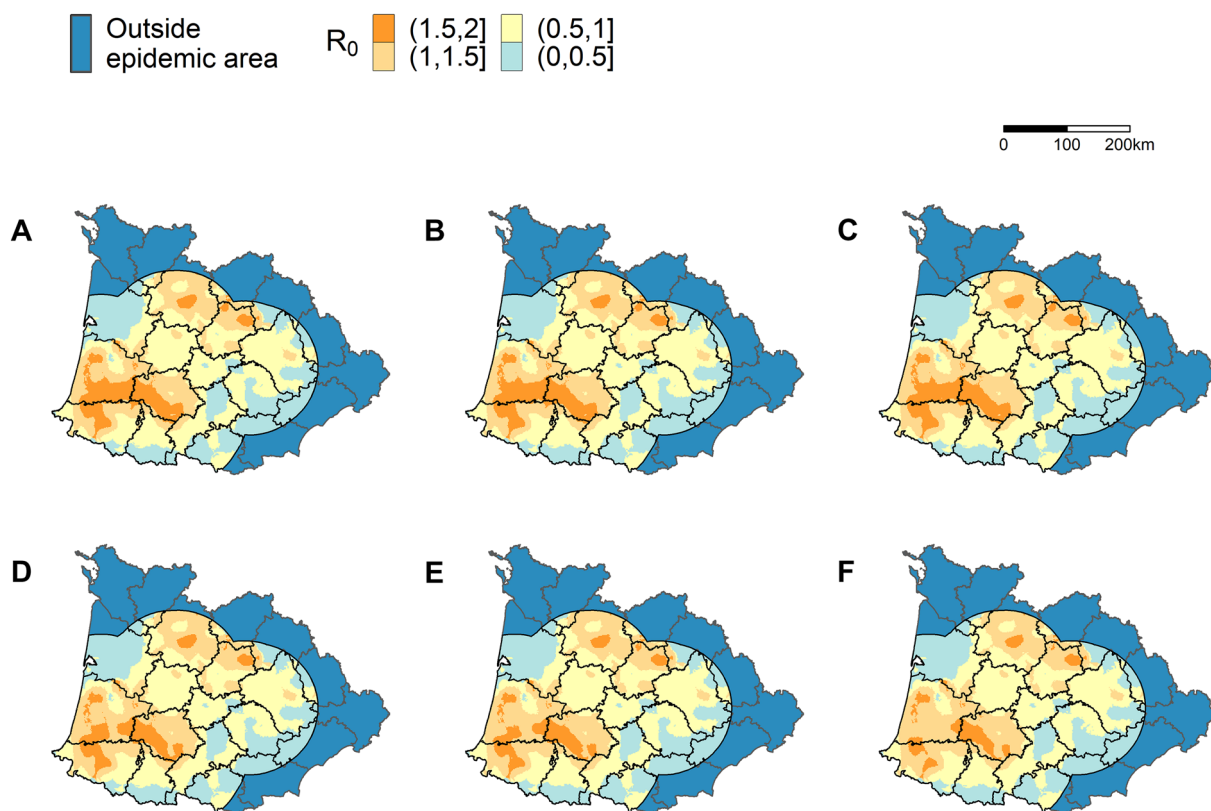 Outside
epidemic area
R0
(1.5,2]
(0.5,1]
(1,1.5]
(0,0.5]
0 100 200km
A
B
C
D
E
F